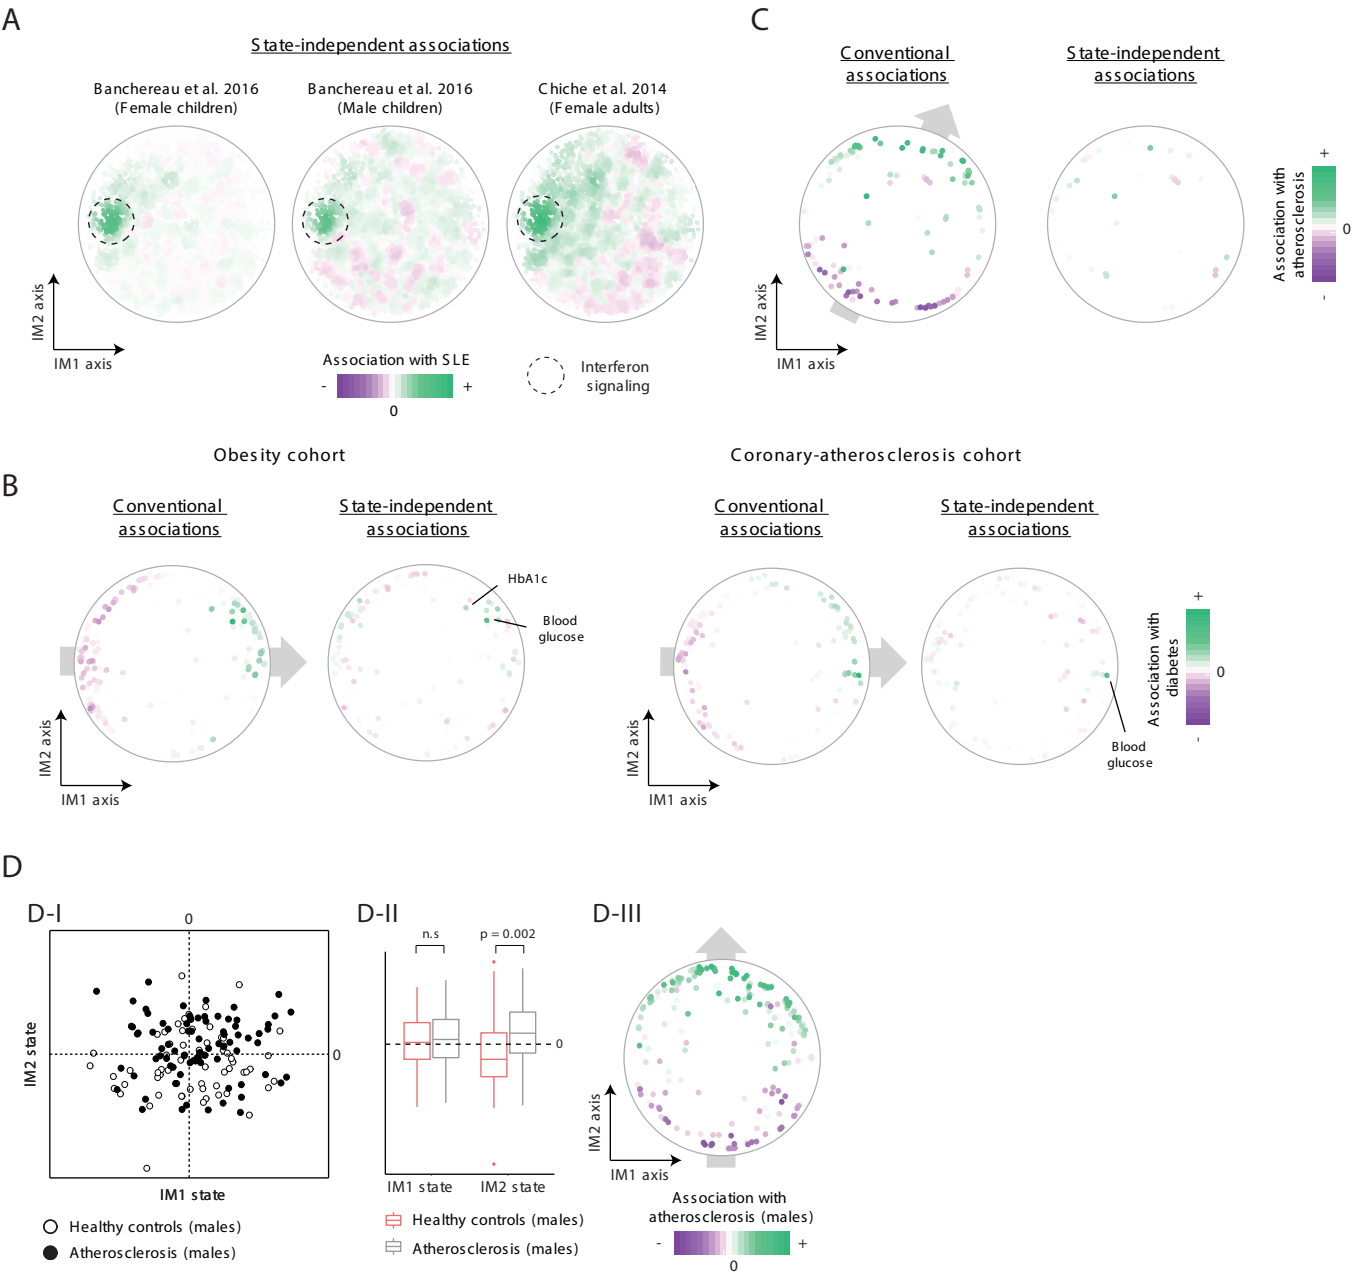 A
State-independent associations
Banchereau et al. 2016
(Female children)
Banchereau et al. 2016
(Male children)
Chiche et al. 2014
(Female adults)
IM2 axis
IM1 axis
Association with SLE
-
+
0
Interferon
signaling
C
Conventional
associations
State-independent
associations
IM2 axis
IM1 axis
Association with
atherosclerosis
+
0
-
B
Obesity cohort
Conventional
associations
State-independent
associations
HbA1c
Blood
glucose
IM2 axis
IM1 axis
Coronary-atherosclerosis cohort
Conventional
associations
State-independent
associations
Blood
glucose
IM2 axis
IM1 axis
Association with
diabetes
+
0
-
D
D-I
0
0
IM2 state
IM1 state
Healthy controls (males)
Atherosclerosis (males)
D-II
n.s
p = 0.002
0
IM1 state
IM2 state
Healthy controls (males)
Atherosclerosis (males)
D-III
IM2 axis
IM1 axis
Association with
atherosclerosis (males)
-
+
0